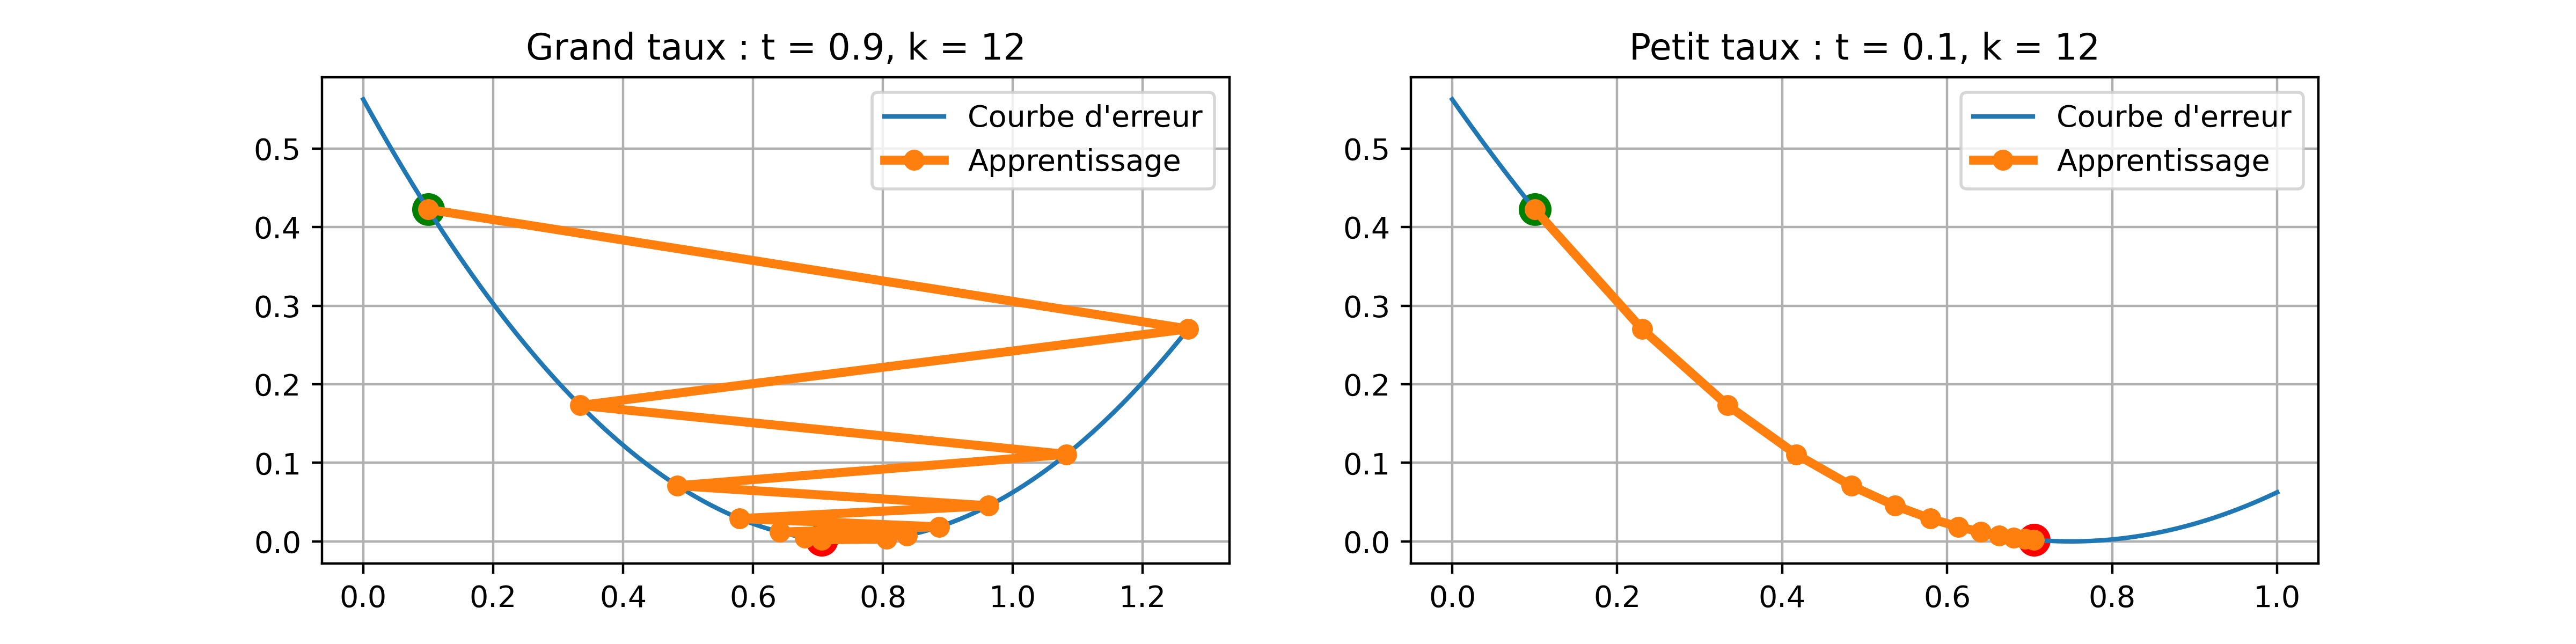 Grand taux : t = 0.9, k = 12
Courbe d'erreur
Apprentissage
0.5
0.4
0.3
0.2
0.1
0.0
0.0 0.2 0.4 0.6 0.8 1.0 1.2
Petit taux : t = 0.1, k = 12
Courbe d'erreur
Apprentissage
0.5
0.4
0.3
0.2
0.1
0.0
0.0 0.2 0.4 0.6 0.8 1.0